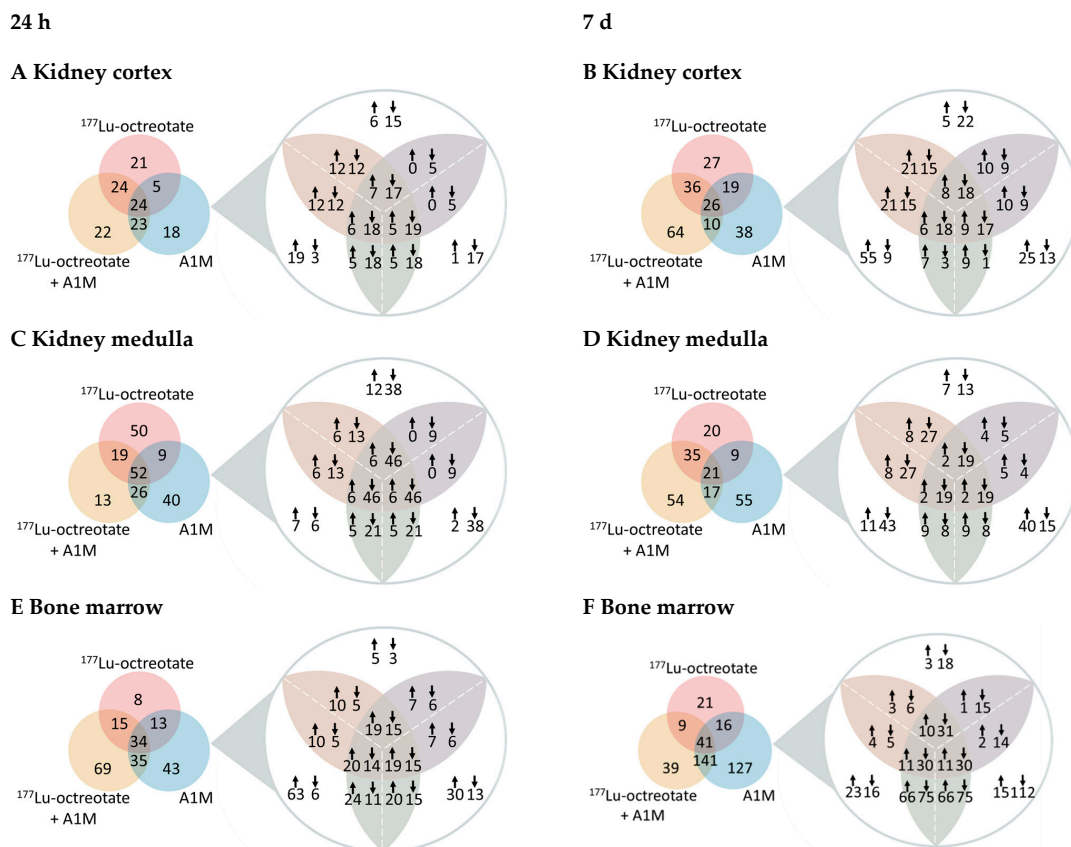 24 h
7 d
A Kidney cortex
B Kidney cortex
177Lu-octreotate
21
24 5
24
23
22 18
177Lu-octreotate
+ A1M
A1M
↑ ↓
6 15
↑ ↓
12 12
↑ ↓
0 5
↑ ↓
7 17
↑ ↓
12 12
↑ ↓
0 5
↑ ↓ ↑ ↓
6 18 5 19
↑ ↓
19 3
↑ ↓ ↑ ↓
5 18 5 18
↑ ↓
1 17
177Lu-octreotate
27
36 19
26
10
64 38
177Lu-octreotate
+ A1M
A1M
↑ ↓
5 22
↑ ↓
21 15
↑ ↓
10 9
↑ ↓
8 18
↑ ↓
21 15
↑ ↓
10 9
↑ ↓ ↑ ↓
6 18 9 17
↑ ↓
55 9
↑ ↓ ↑ ↓
7 3 9 1
↑ ↓
25 13
C Kidney medulla
D Kidney medulla
177Lu-octreotate
50
19 9
52
26
13 40
177Lu-octreotate
+ A1M
A1M
↑ ↓
12 38
↑ ↓
6 13
↑ ↓
0 9
↑ ↓
6 46
↑ ↓
6 13
↑ ↓
0 9
↑ ↓ ↑ ↓
6 46 6 46
↑ ↓
7 6
↑ ↓ ↑ ↓
5 21 5 21
↑ ↓
2 38
177Lu-octreotate
20
35 9
21
17
54 55
177Lu-octreotate
+ A1M
A1M
↑ ↓
7 13
↑ ↓
8 27
↑ ↓
4 5
↑ ↓
2 19
↑ ↓
8 27
↑ ↓
5 4
↑ ↓ ↑ ↓
2 19 2 19
↑ ↓
11 43
↑ ↓ ↑ ↓
9 8 9 8
↑ ↓
40 15
E Bone marrow
F Bone marrow
177Lu-octreotate
8
15 13
34
35
69 43
177Lu-octreotate
+ A1M
A1M
↑ ↓
5 3
↑ ↓
10 5
↑ ↓
7 6
↑ ↓
19 15
↑ ↓
10 5
↑ ↓
7 6
↑ ↓ ↑ ↓
20 14 19 15
↑ ↓
63 6
↑ ↓ ↑ ↓
24 11 20 15
↑ ↓
30 13
177Lu-octreotate
21
9 16
41
141
39 127
177Lu-octreotate
+ A1M
A1M
↑ ↓
3 18
↑ ↓
3 6
↑ ↓
1 15
↑ ↓
10 31
↑ ↓
4 5
↑ ↓
2 14
↑ ↓ ↑ ↓
11 30 11 30
↑ ↓
23 16
↑ ↓ ↑ ↓
66 75 66 75
↑ ↓
15 112